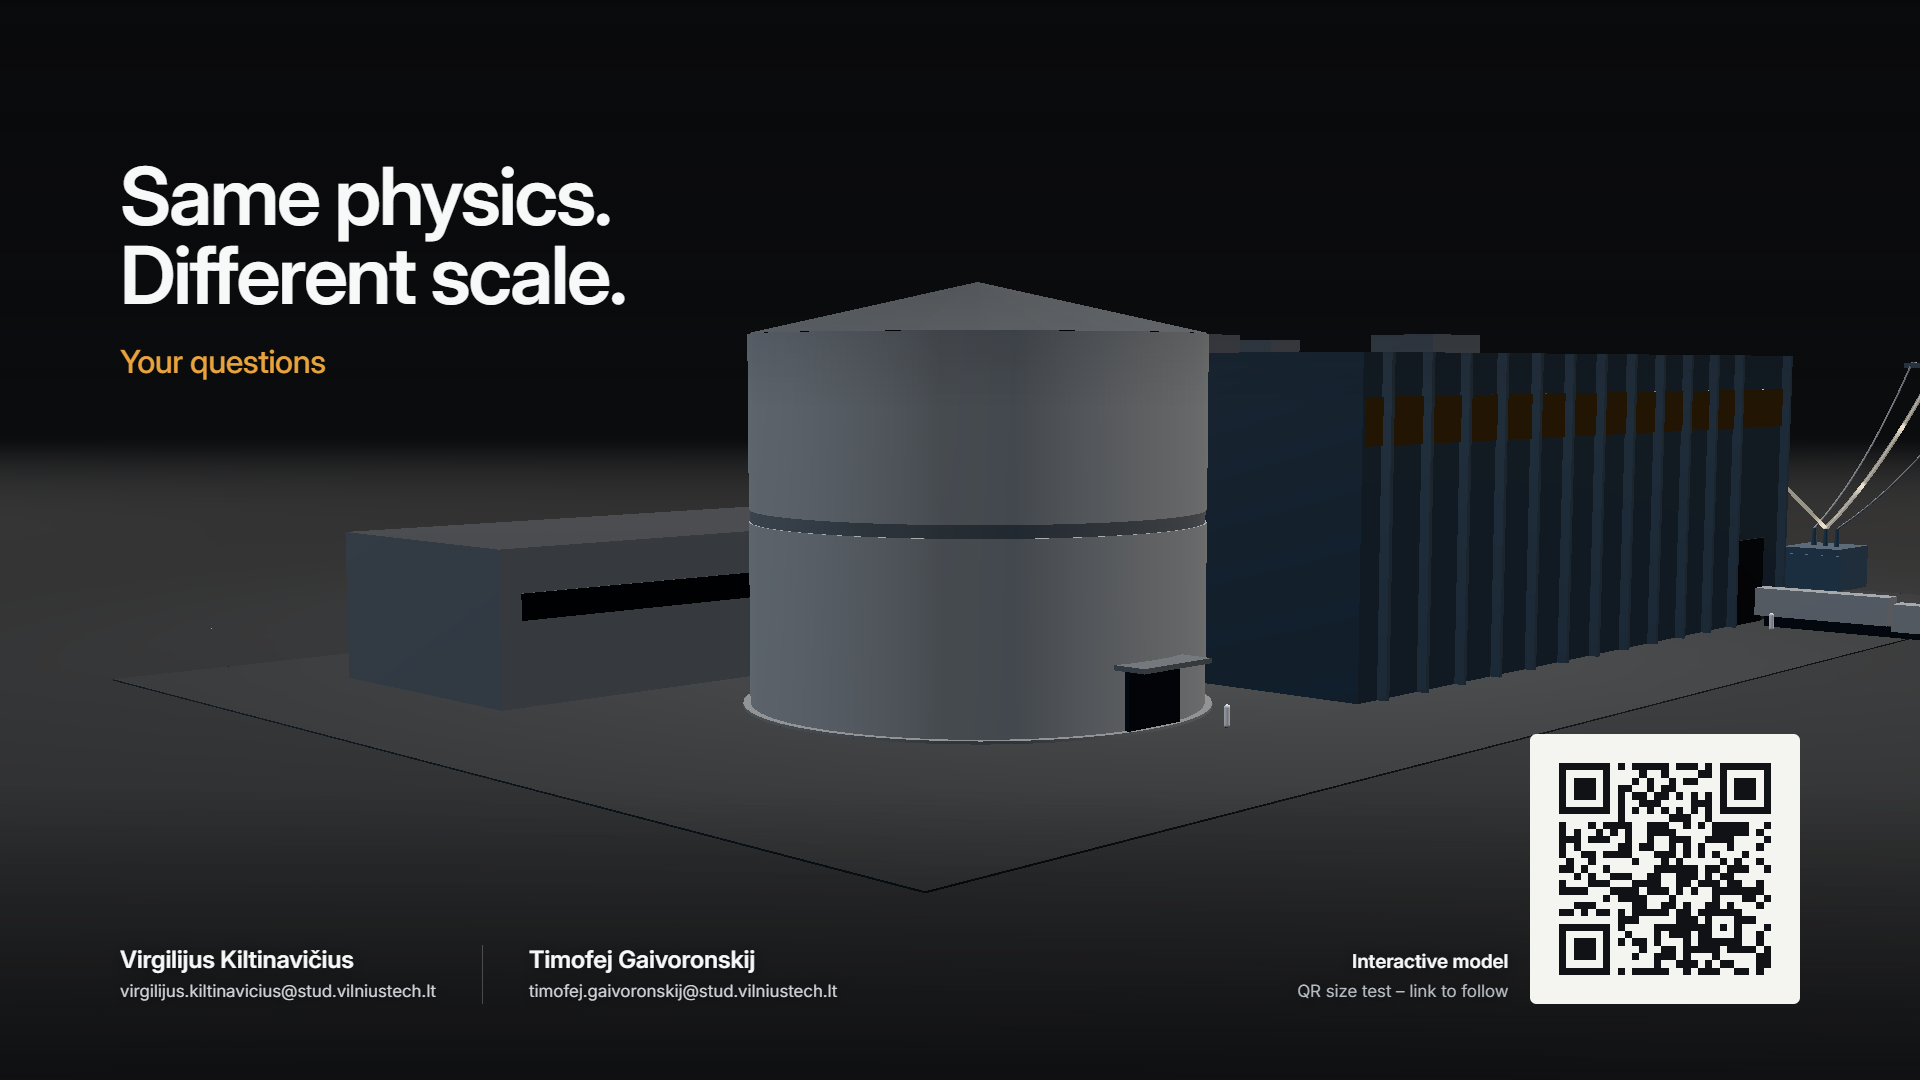 Same physics.
Different scale.
Your questions
Virgilijus Kiltinavičius
virgilijus.kiltinavicius@stud.vilniustech.lt
Timofej Gaivoronskij
timofej.gaivoronskij@stud.vilniustech.lt
Interactive model
QR size test – link to follow